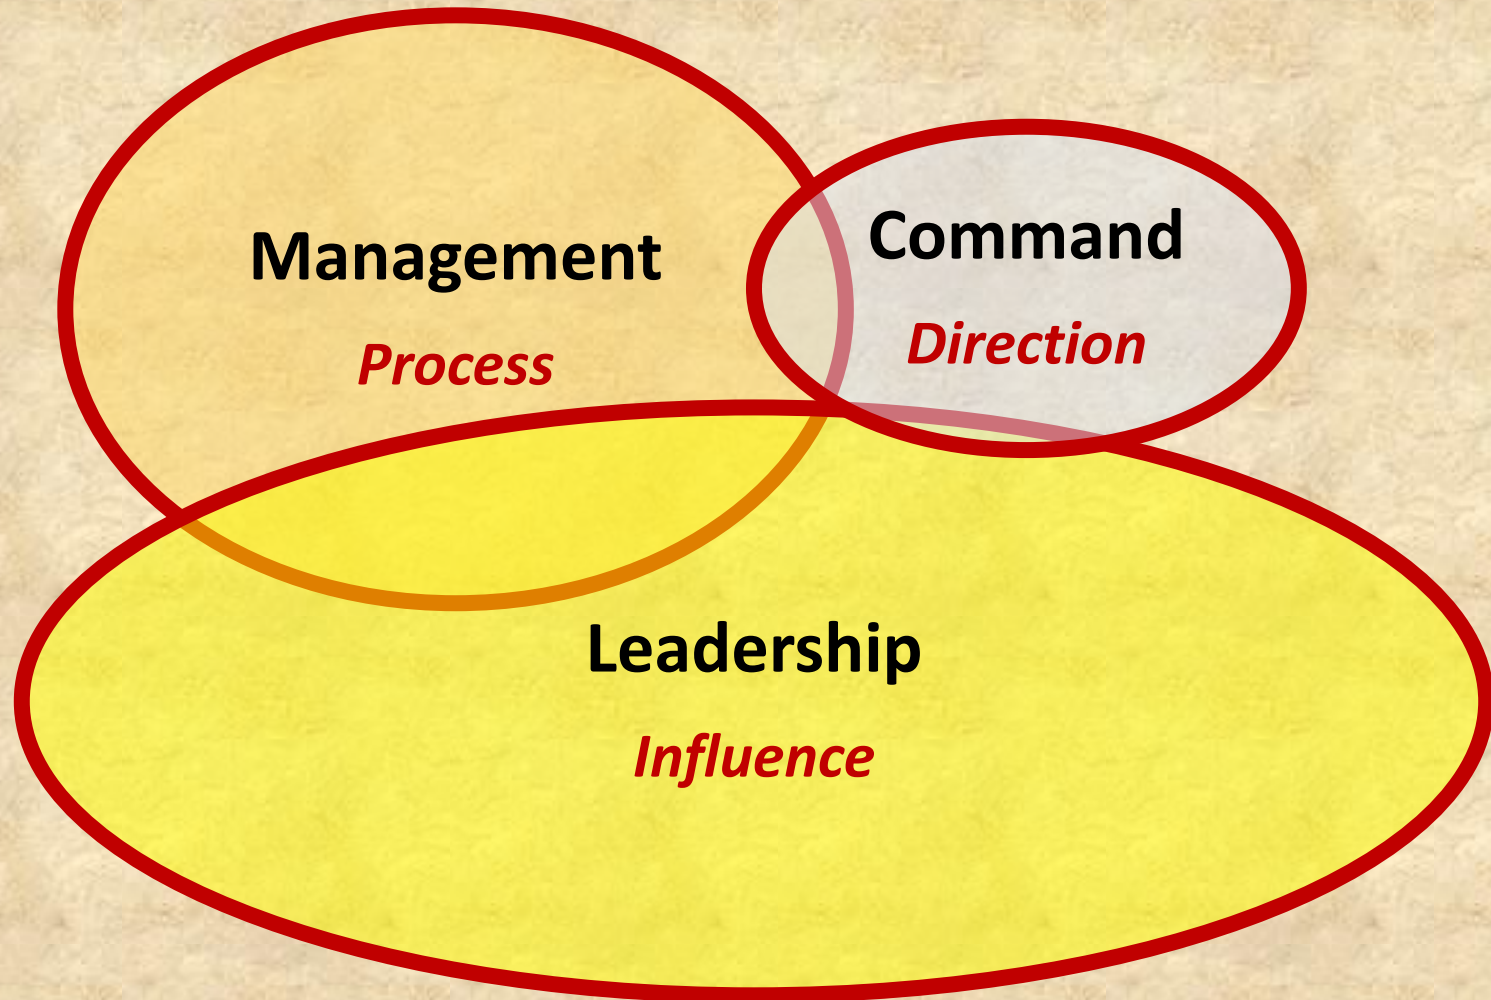 Management
Process
Command
Direction
Leadership
Influence